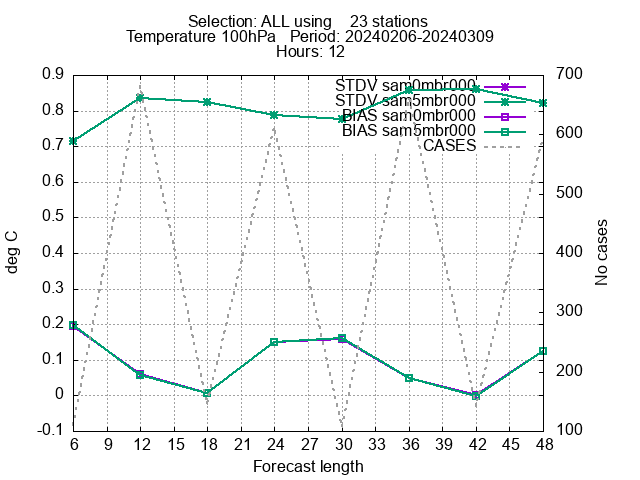 Selection: ALL using 23 stations
Temperature 100hPa Period: 20240206-20240309
Hours: 12
STDV sam0mbr000
STDV sam5mbr000
BIAS sam0mbr000
BIAS sam5mbr000
CASES
0.9
0.8
0.7
0.6
0.5
0.4
0.3
0.2
0.1
0
-0.1
deg C
700
600
500
400
300
200
100
No cases
6 9 12 15 18 21 24 27 30 33 36 39 42 45 48
Forecast length